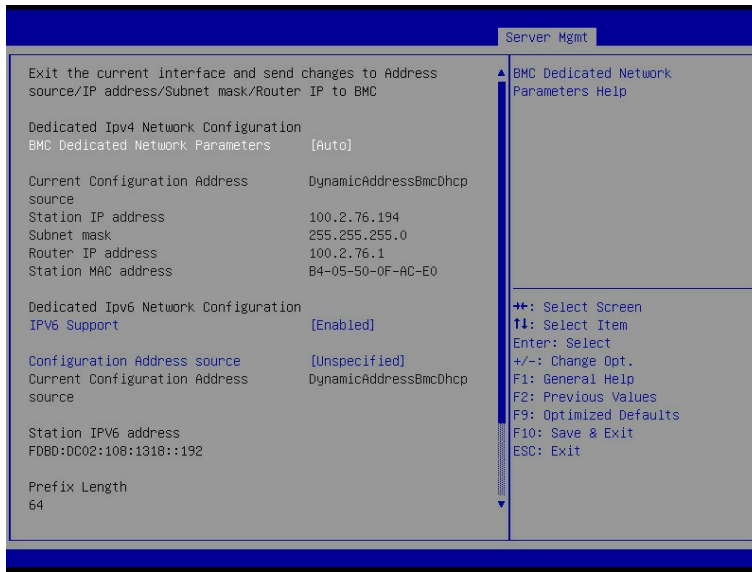 Server Mgmt
Exit the current interface and send changes to Address
source/IP address/Subnet mask/Router IP to BMC
Dedicated Ipv4 Network Configuration
BMC Dedicated Network Parameters [Auto]
Current Configuration Address DynamicAddressBmcDhcp
source
Station IP address 100.2.76.194
Subnet mask 255.255.255.0
Router IP address 100.2.76.1
Station MAC address B4-05-50-0F-AC-E0
Dedicated Ipv6 Network Configuration
IPV6 Support [Enabled]
Configuration Address source [Unspecified]
Current Configuration Address DynamicAddressBmcDhcp
source
Station IPV6 address
FDBD:DC02:108:1318::192
Prefix Length
64
BMC Dedicated Network
Parameters Help
→←: Select Screen
↑↓: Select Item
Enter: Select
+/-: Change Opt.
F1: General Help
F2: Previous Values
F9: Optimized Defaults
F10: Save & Exit
ESC: Exit